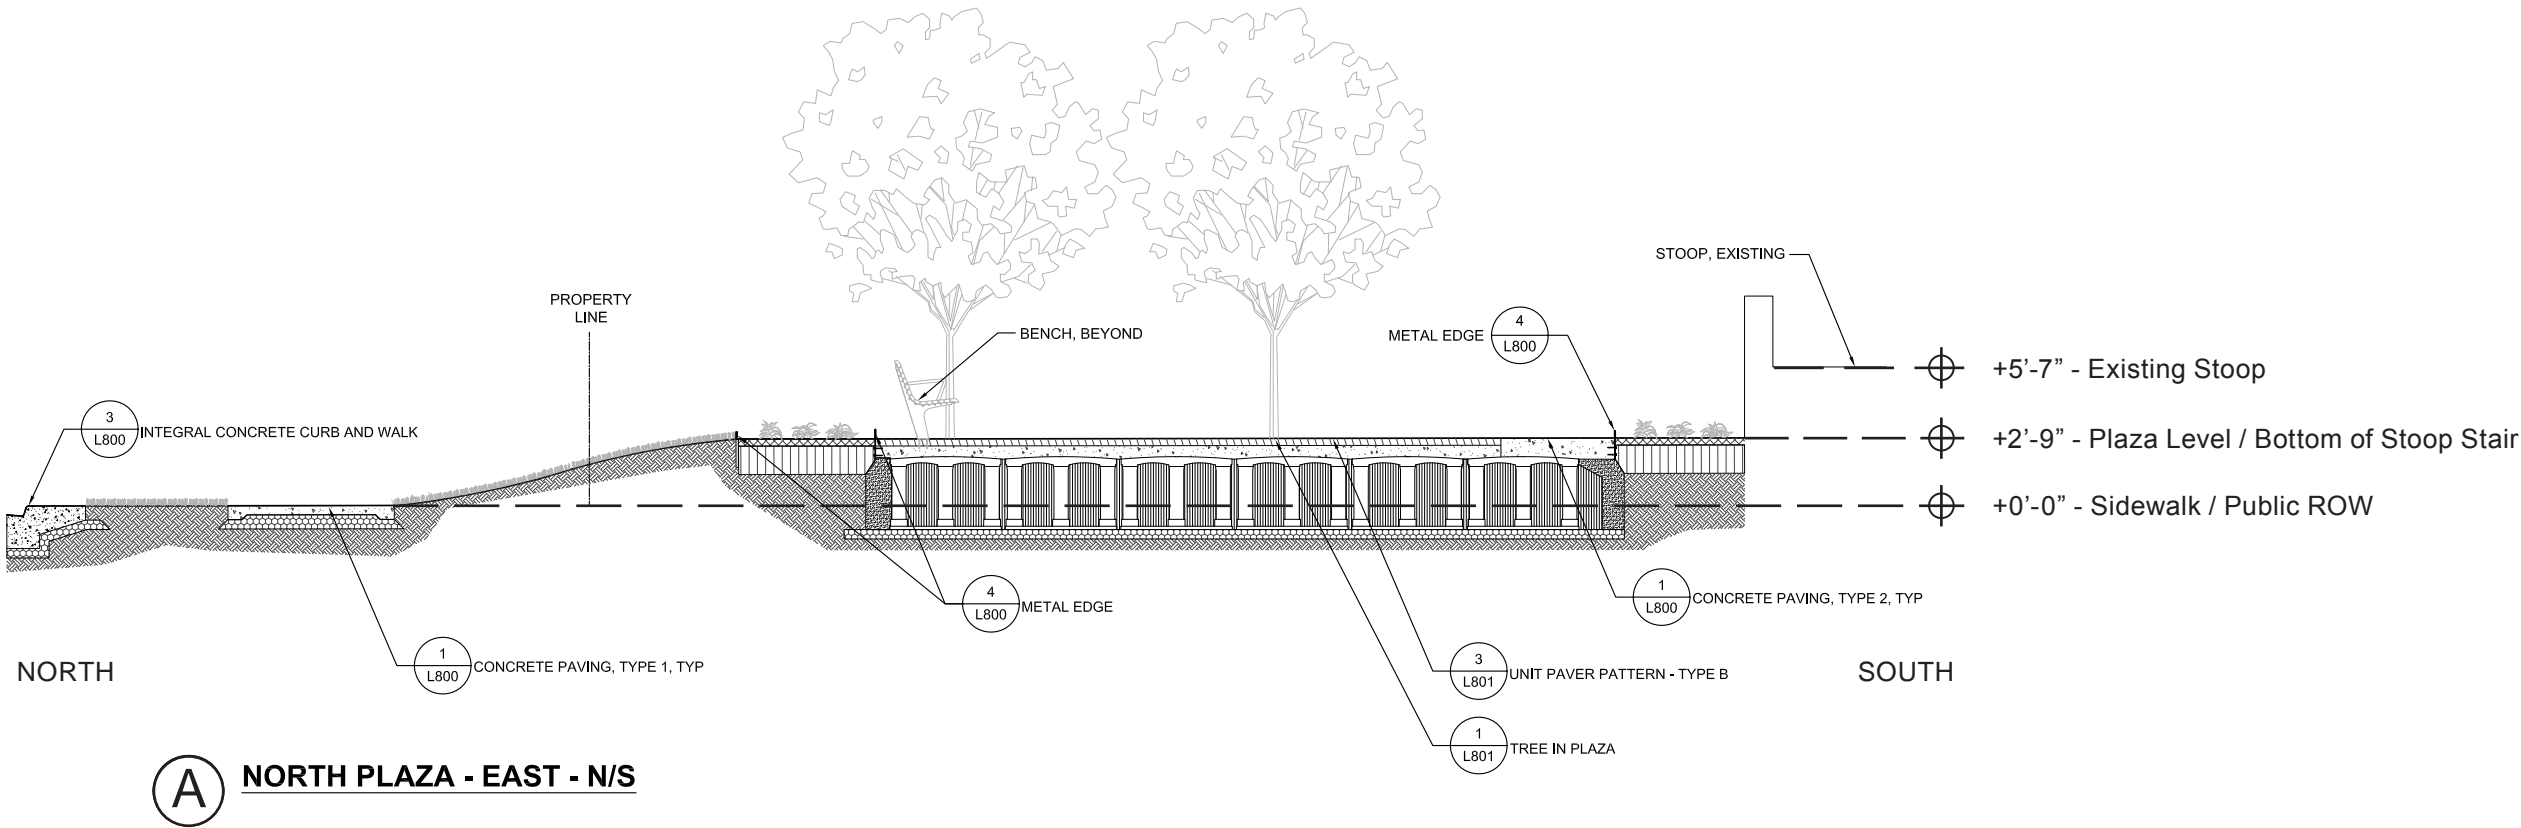 STOOP, EXISTING
PROPERTY
LINE
4
L800
METAL EDGE
BENCH, BEYOND
+5'-7” - Existing Stoop
3
L800
INTEGRAL CONCRETE CURB AND WALK
+2'-9” - Plaza Level / Bottom of Stoop Stair
+0'-0” - Sidewalk / Public ROW
4
L800
METAL EDGE
1
L800
CONCRETE PAVING, TYPE 2, TYP
1
L800
CONCRETE PAVING, TYPE 1, TYP
3
L801
UNIT PAVER PATTERN - TYPE B
NORTH
SOUTH
1
L801
TREE IN PLAZA
A
NORTH PLAZA - EAST - N/S